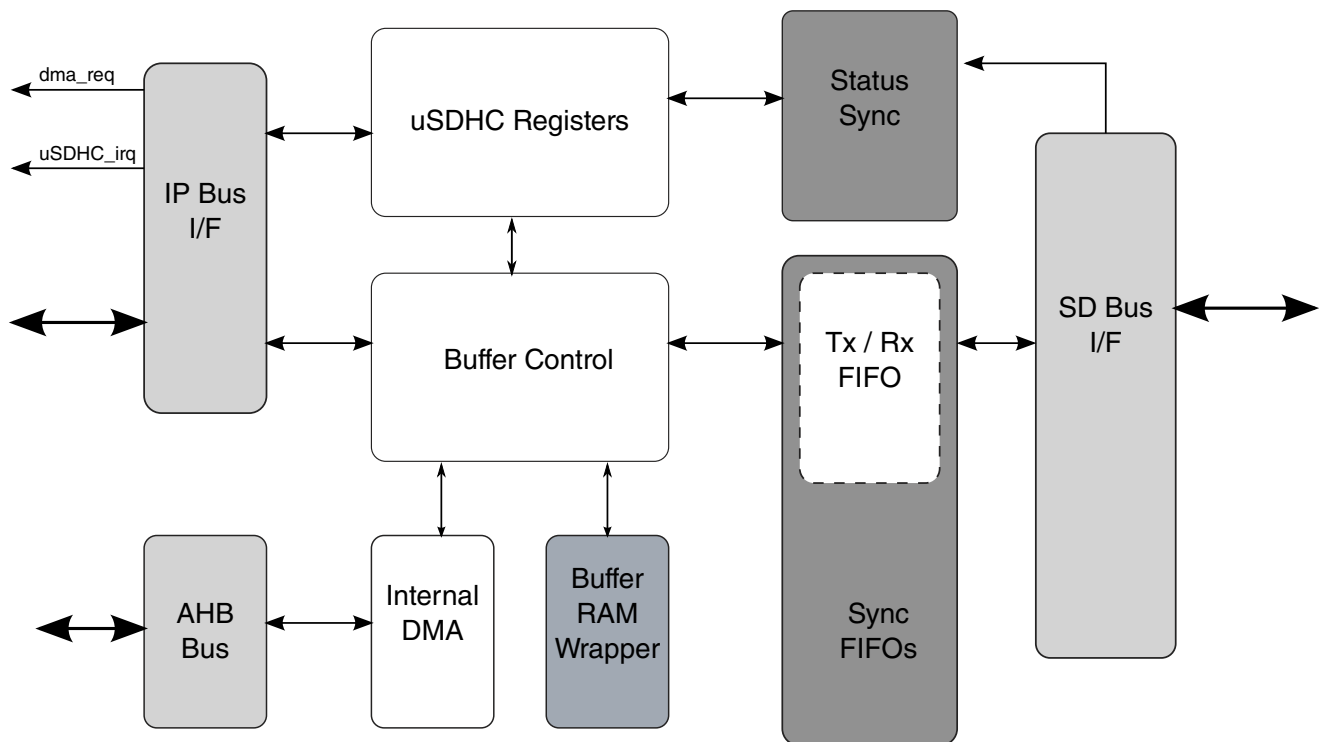 dma_req
uSDHC_irq
IP Bus
I/F
uSDHC Registers
Status
Sync
Buffer Control
Tx / Rx
FIFO
SD Bus
I/F
AHB
Bus
Internal
DMA
Buffer
RAM
Wrapper
Sync
FIFOs